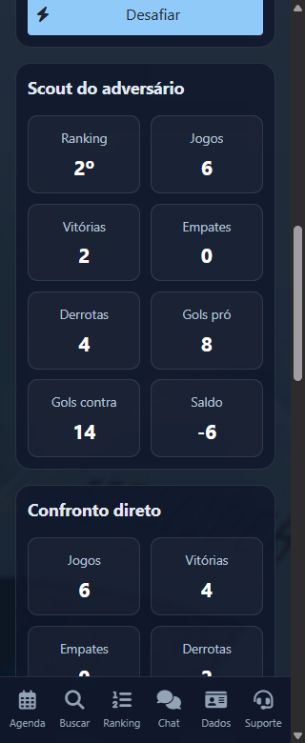 Desafiar
Scout do adversário
Ranking Jogos
2º 6
Vitórias Empates
2 0
Derrotas Gols pró
4 8
Gols contra Saldo
14 -6
Confronto direto
Jogos Vitórias
6 4
Empates Derrotas
Agenda Buscar Ranking Chat Dados Suporte